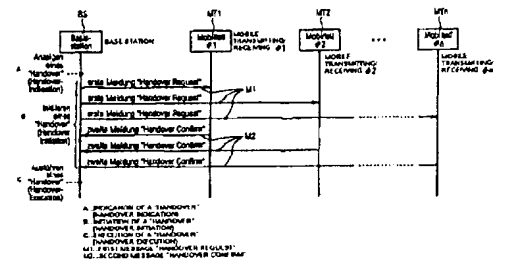 BS
MT1
MT2
MTn
Basis-
station
BASE STATION
Mobilteil
#1
MOBILE
TRANSMITTING/
RECEIVING #1
Mobilteil
#2
Mobilteil
#n
MOBILE
TRANSMITTING/
RECEIVING #2
MOBILE
TRANSMITTING/
RECEIVING #n
Anzeigen
eines
"Handover"
(Handover-
Indication)
A
erste Meldung "Handover Request"
erste Meldung "Handover Request"
M1
erste Meldung "Handover Request"
B
Initiieren
eines
"Handover"
(Handover
Initiation)
zweite Meldung "Handover Confirm"
M2
zweite Meldung "Handover Confirm"
zweite Meldung "Handover Confirm"
C
Ausführen
eines
"Handover"
(Handover-
Execution)
A...INDICATION OF A "HANDOVER"
(HANDOVER INDICATION)
B...INITIATION OF A "HANDOVER"
(HANDOVER INITIATION)
C...EXECUTION OF A "HANDOVER"
(HANDOVER EXECUTION)
M1...FIRST MESSAGE "HANDOVER REQUEST"
M2...SECOND MESSAGE "HANDOVER CONFIRM"